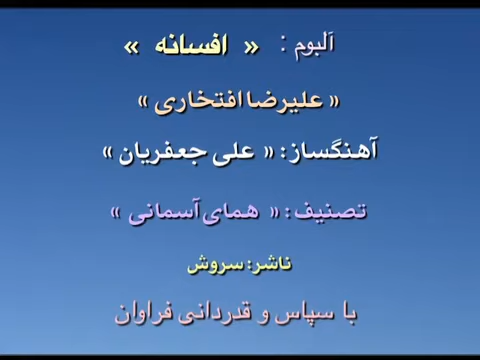 آلبوم : « افسانه »
« علیرضا افتخاری »
آهنگساز : « علی جعفریان »
تصنیف : « همای آسمانی »
ناشر: سروش
با سپاس و قدردانی فراوان